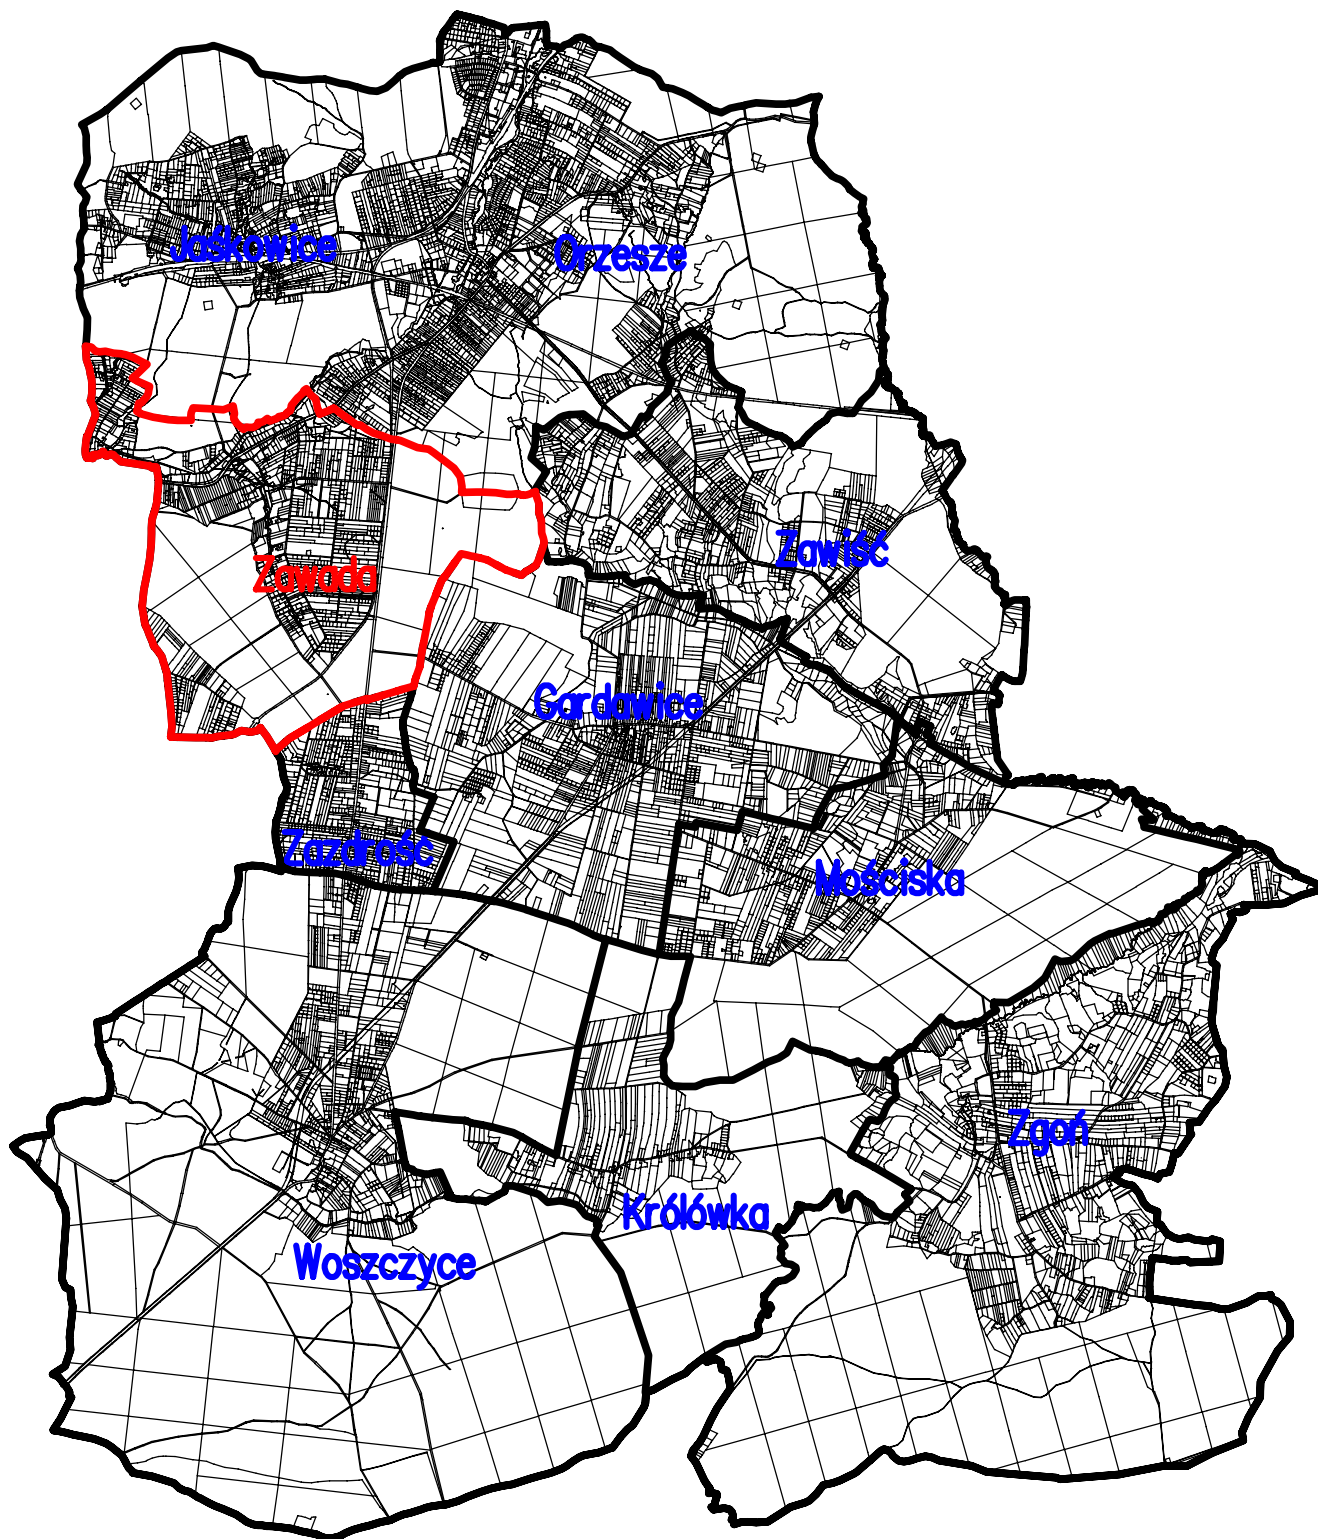 Jaśkowice
Orzesze
Zawiść
Zawada
Gardawice
Zazdrość
Mościska
Zgoń
Królówka
Woszczyce